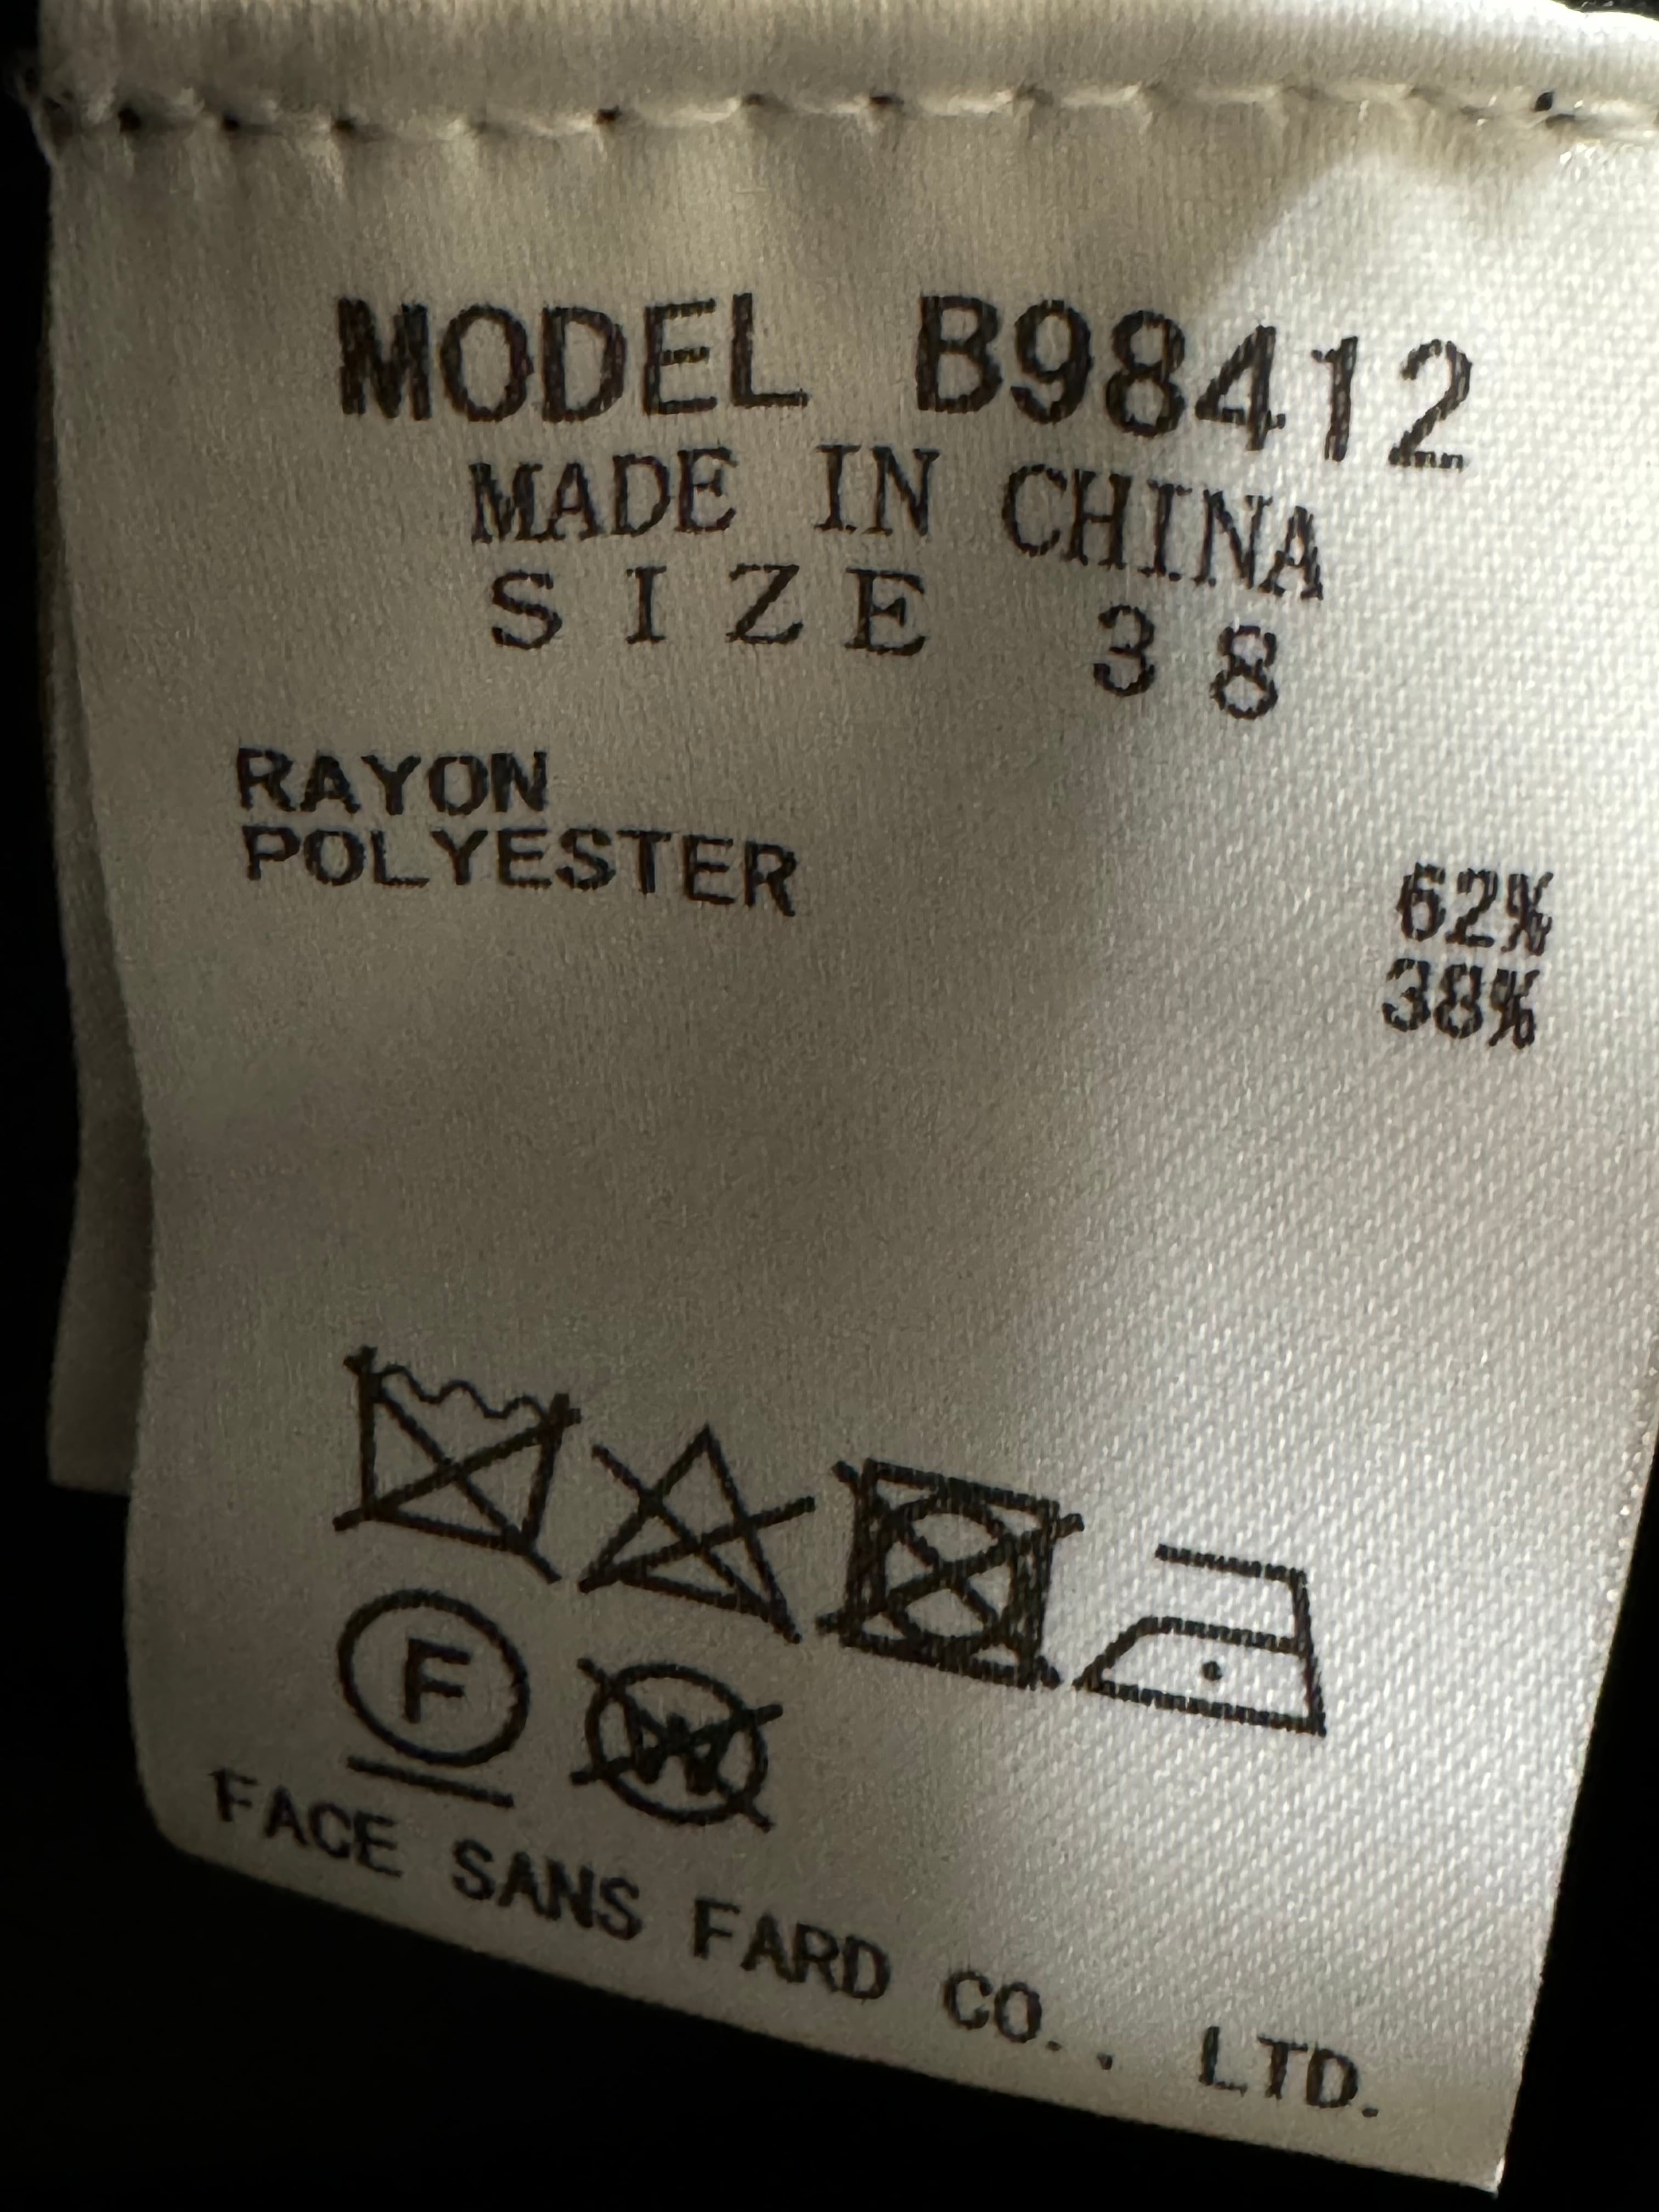 MODEL B98412
MADE IN CHINA
SIZE 38
RAYON 62%
POLYESTER 38%
F W
FACE SANS FARD CO., LTD.